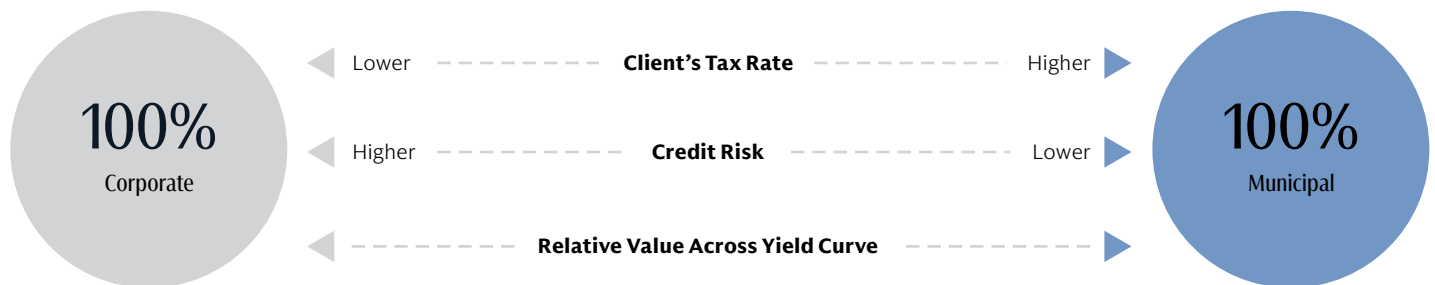 100%
Corporate
Lower Client’s Tax Rate Higher
Higher Credit Risk Lower
Relative Value Across Yield Curve
100%
Municipal